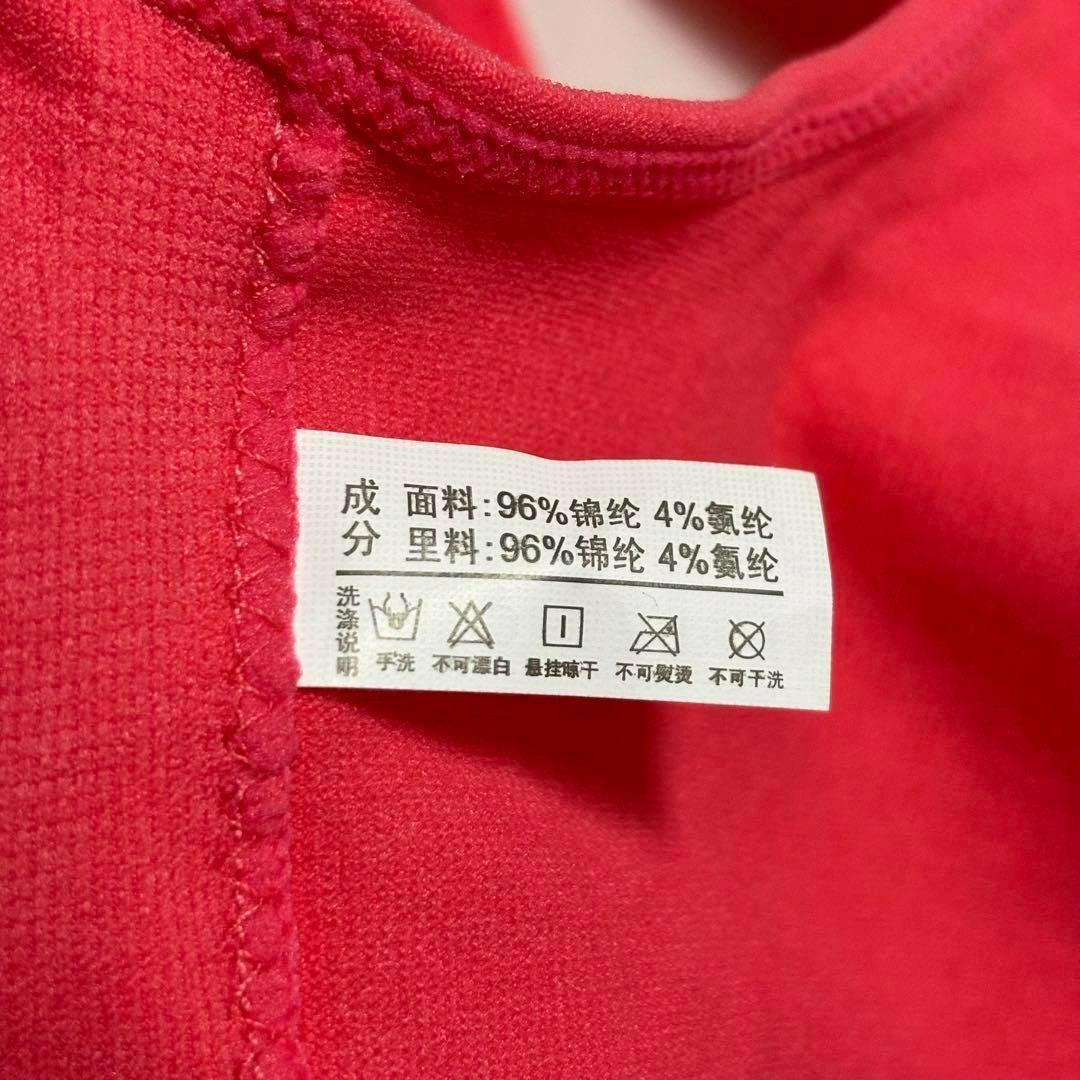 成分
面料:96%锦纶 4%氨纶
里料:96%锦纶 4%氨纶
洗涤说明
手洗 不可漂白 悬挂晾干 不可熨烫 不可干洗